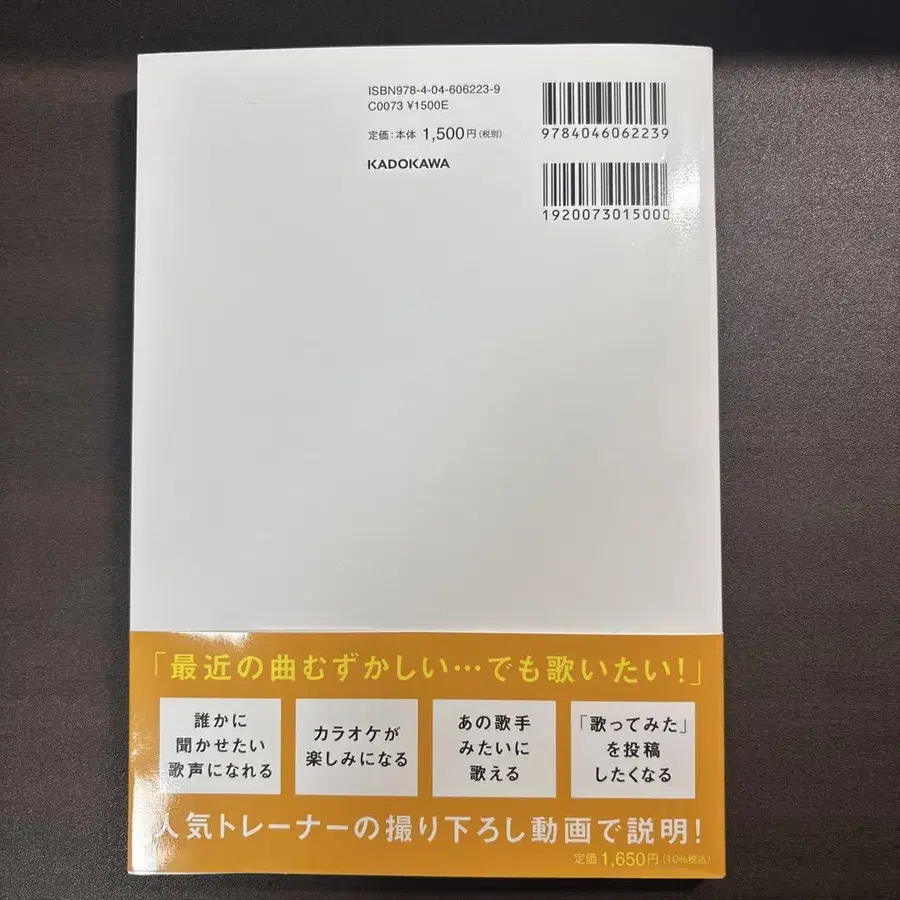 ISBN978-4-04-606223-9
C0073 ¥1500E
定価：本体 1,500円（税別）
KADOKAWA
9784046062239
1920073015000
「最近の曲むずかしい…でも歌いたい！」
誰かに
聞かせたい
歌声になれる
カラオケが
楽しみになる
あの歌手
みたいに
歌える
「歌ってみた」
を投稿
したくなる
人気トレーナーの撮り下ろし動画で説明！
定価 1,650円（10%税込）